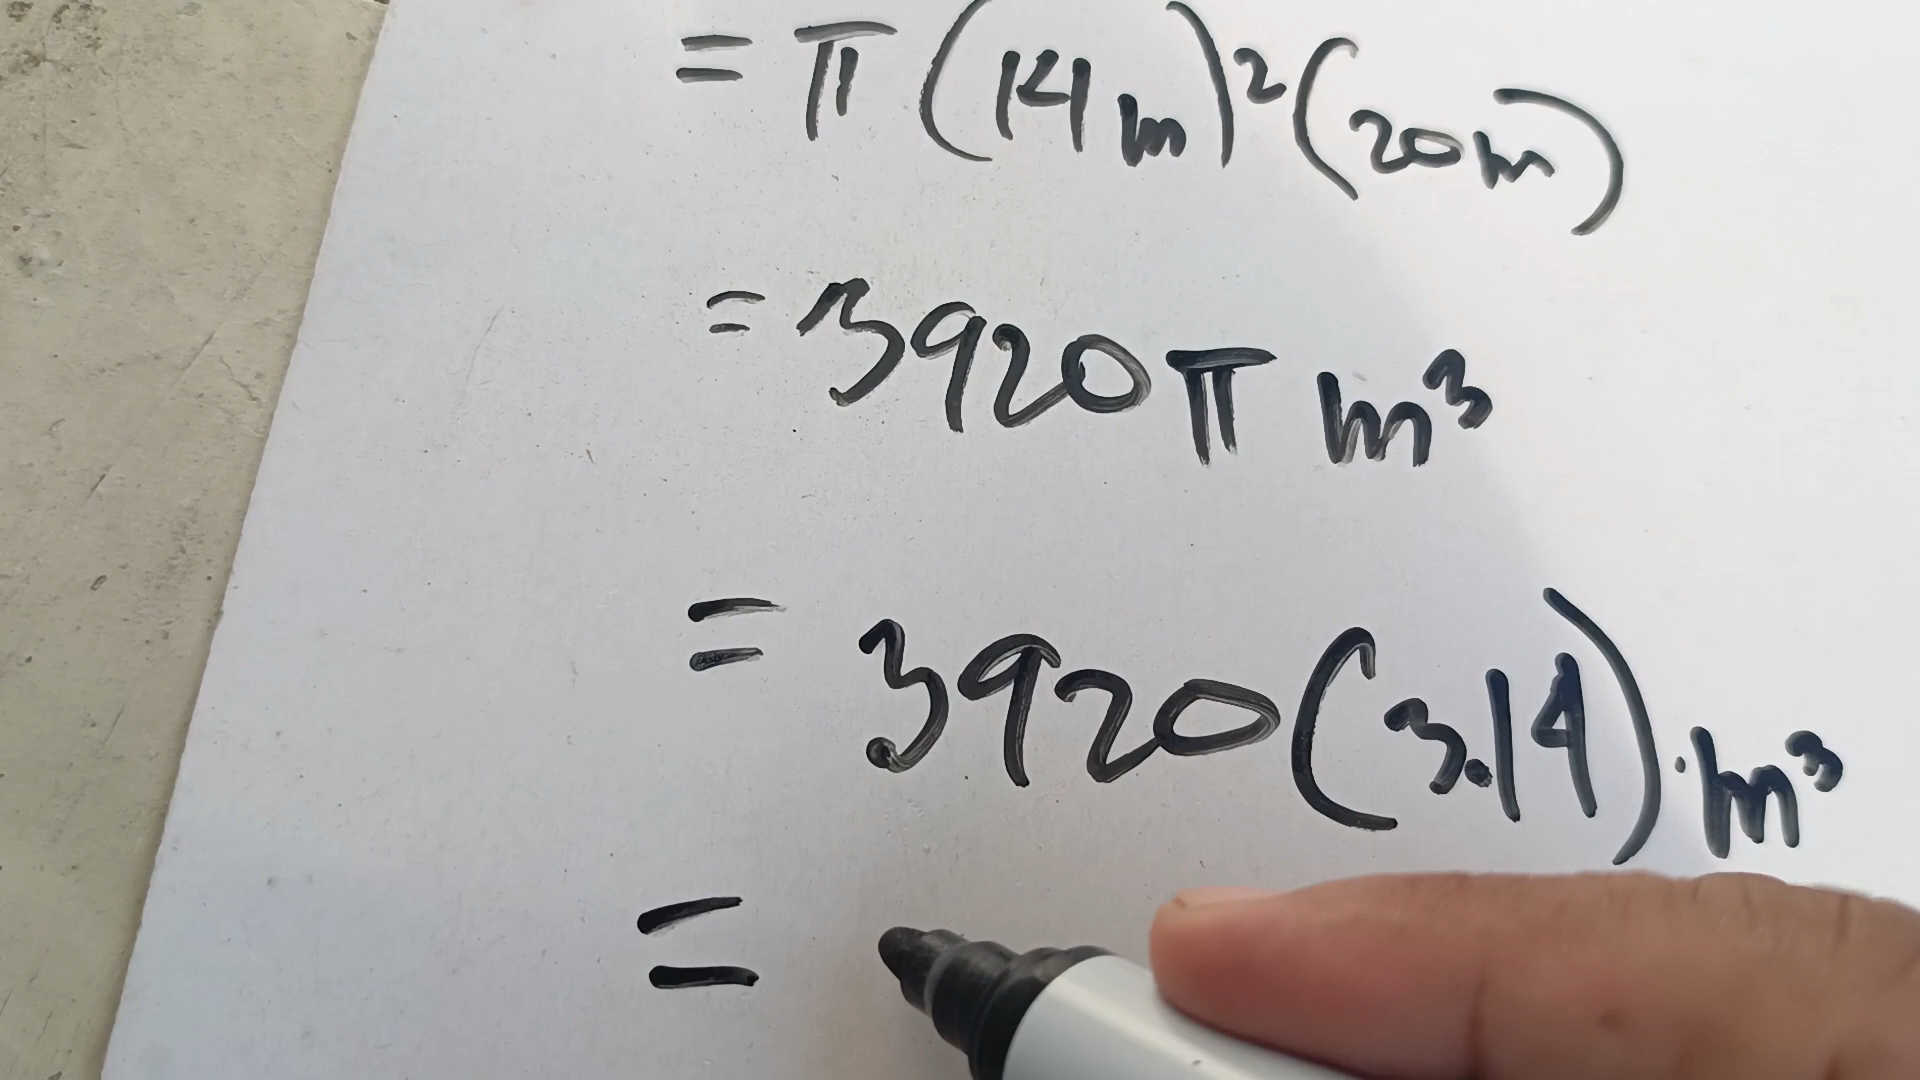 = π (14 m)² (20 m)
= 3920 π m³
= 3920 (3.14) · m³
=